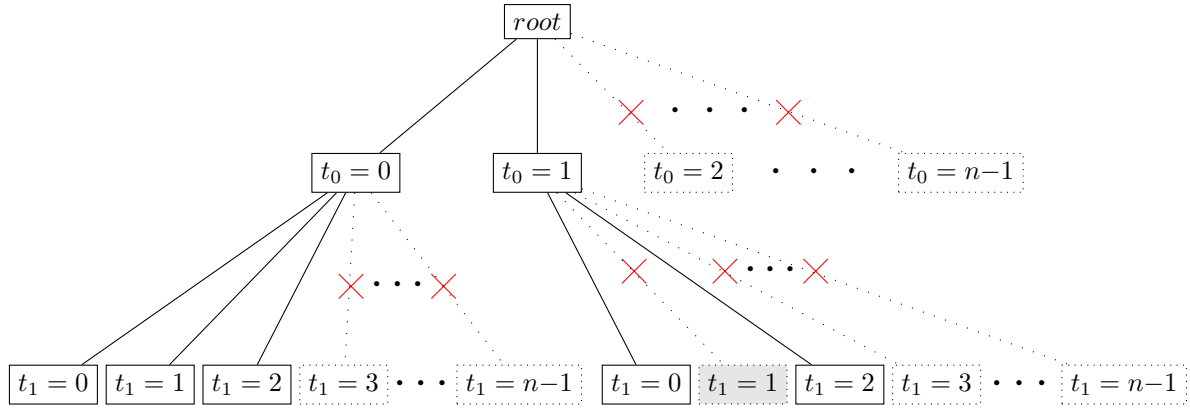 root
t₀ = 0 t₀ = 1 t₀ = 2 · · · t₀ = n−1
t₁ = 0 t₁ = 1 t₁ = 2 t₁ = 3 ··· t₁ = n−1 t₁ = 0 t₁ = 1 t₁ = 2 t₁ = 3 ··· t₁ = n−1